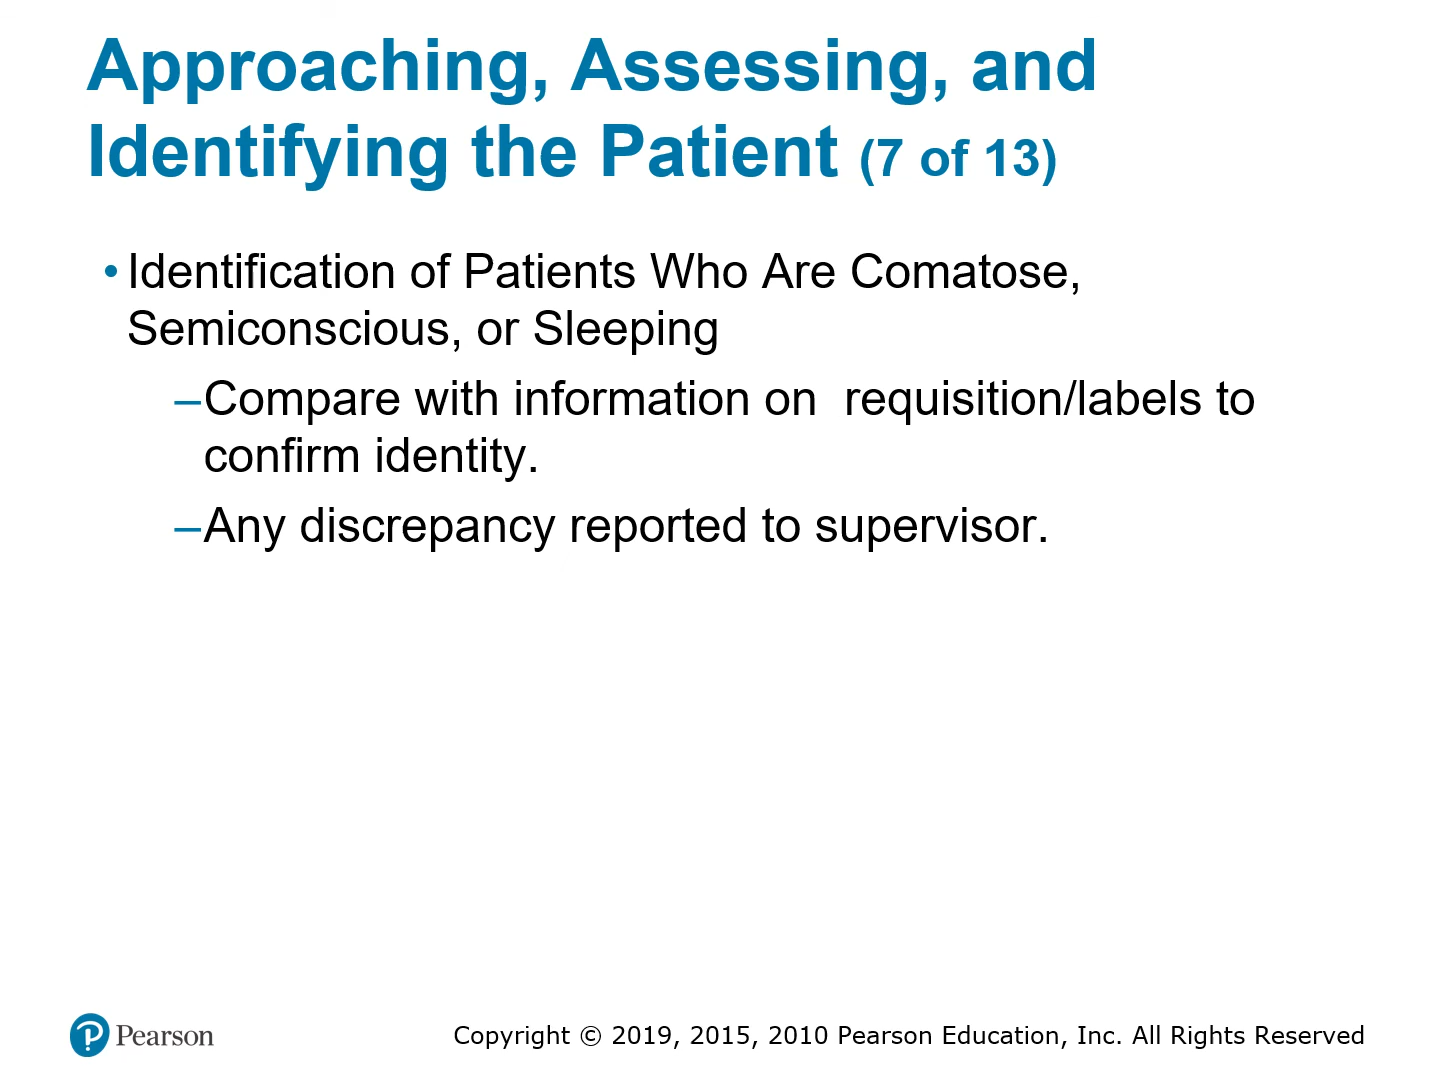 Approaching, Assessing, and
Identifying the Patient (7 of 13)
• Identification of Patients Who Are Comatose,
Semiconscious, or Sleeping
–Compare with information on  requisition/labels to
confirm identity.
–Any discrepancy reported to supervisor.
Pearson
Copyright © 2019, 2015, 2010 Pearson Education, Inc. All Rights Reserved